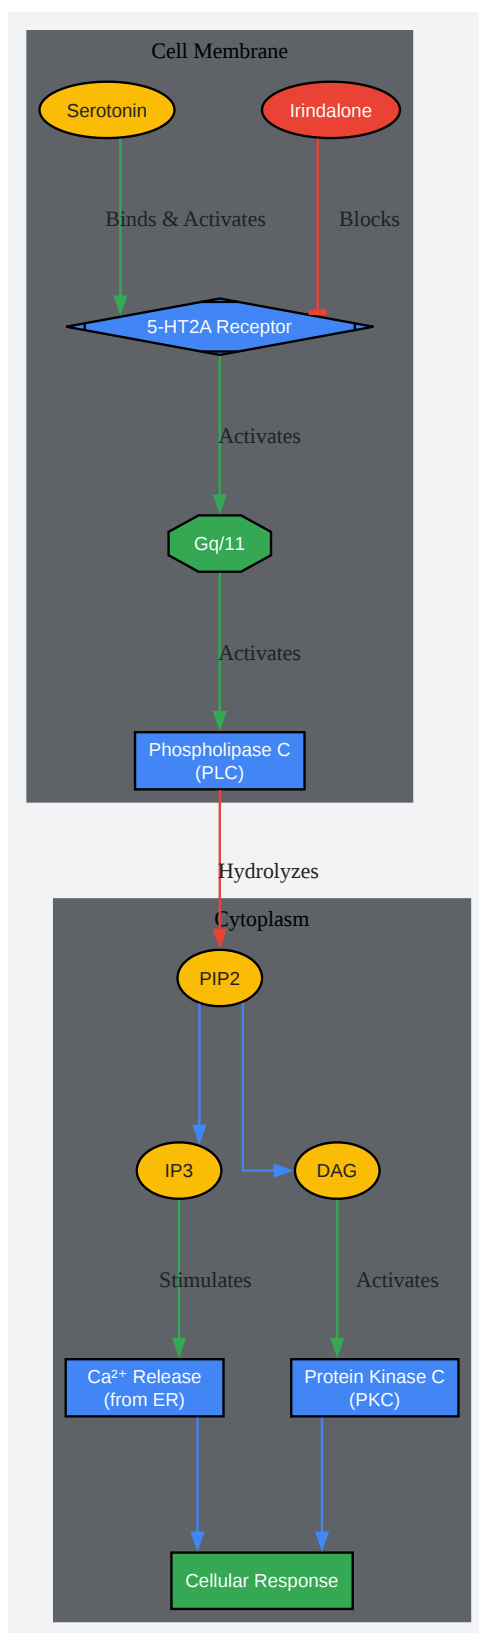 Cell Membrane
Serotonin
Irindalone
Binds & Activates
Blocks
5-HT2A Receptor
Activates
Gq/11
Activates
Phospholipase C
(PLC)
Hydrolyzes
Cytoplasm
PIP2
IP3
DAG
Stimulates
Activates
Ca²⁺ Release
(from ER)
Protein Kinase C
(PKC)
Cellular Response